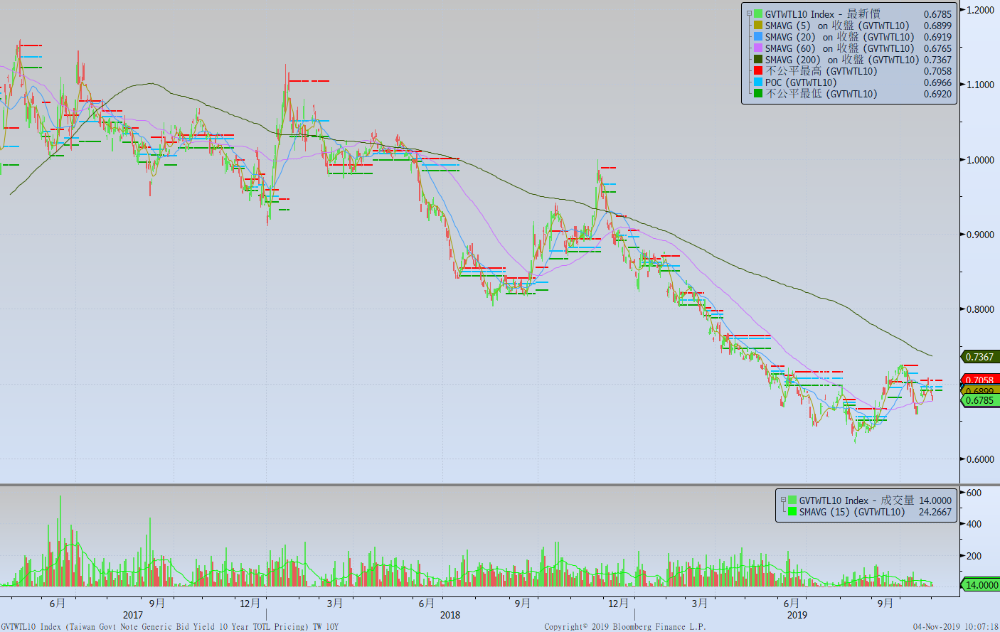 GVTWTL10 Index - 最新價 0.6785
SMAVG (5) on 收盤 (GVTWTL10) 0.6899
SMAVG (20) on 收盤 (GVTWTL10) 0.6919
SMAVG (60) on 收盤 (GVTWTL10) 0.6765
SMAVG (200) on 收盤 (GVTWTL10) 0.7367
不公平最高 (GVTWTL10) 0.7058
POC (GVTWTL10) 0.6966
不公平最低 (GVTWTL10) 0.6920
1.2000
1.1000
1.0000
0.9000
0.8000
0.7367
0.7058
0.6899
0.6785
0.6000
GVTWTL10 Index - 成交量 14.0000
SMAVG (15) (GVTWTL10) 24.2667
600
400
200
14.0000
6月 9月 12月 3月 6月 9月 12月 3月 6月 9月
2017 2018 2019
GVTWTL10 Index (Taiwan Govt Note Generic Bid Yield 10 Year TOTL Pricing) TW 10Y Copyright© 2019 Bloomberg Finance L.P. 04-Nov-2019 10:07:18